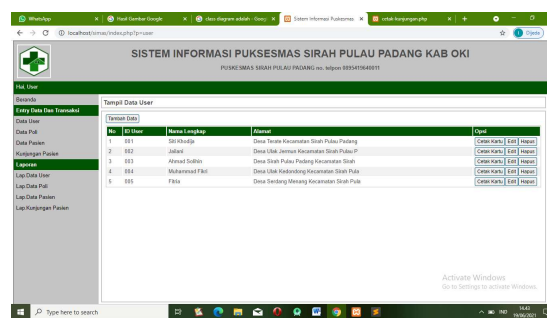 WhatsApp
Hasil Gambar Google
class diagram adalah - Googl
Sistem Informasi Puskesmas
cetak-kunjungan.php
localhost/simas/index.php?p=user
Dijeda
SISTEM INFORMASI PUKSESMAS SIRAH PULAU PADANG KAB OKI
PUSKESMAS SIRAH PULAU PADANG no. telpon 0895419640011
Hal. User
Beranda
Entry Data Dan Transaksi
Data User
Data Poli
Data Pasien
Kunjungan Pasien
Laporan
Lap.Data User
Lap.Data Poli
Lap.Data Pasien
Lap.Kunjungan Pasien
Tampil Data User
Tambah Data
No ID User Nama Lengkap Alamat Opsi
1 001 Siti Khodije Desa Terate Kecamatan Sirah Pulau Padang Cetak Kartu Edit Hapus
2 002 Jailani Desa Ulak Jermun Kecamatan Sirah Pulau P Cetak Kartu Edit Hapus
3 003 Ahmad Solihin Desa Sirah Pulau Padang Kecamatan Sirah Cetak Kartu Edit Hapus
4 004 Muhammad Fikri Desa Ulak Kedondong Kecamatan Sirah Pula Cetak Kartu Edit Hapus
5 005 Fitria Desa Serdang Menang Kecamatan Sirah Pula Cetak Kartu Edit Hapus
Activate Windows
Go to Settings to activate Windows.
Type here to search
IND
14:43
19/06/2021